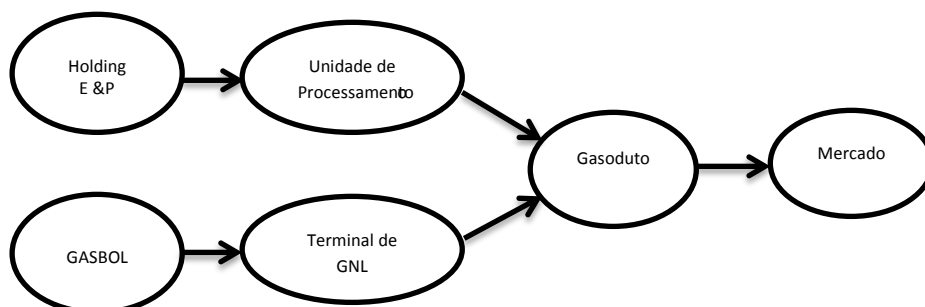 Holding
E &P
Unidade de
Processamento
Gasoduto
Mercado
GASBOL
Terminal de
GNL